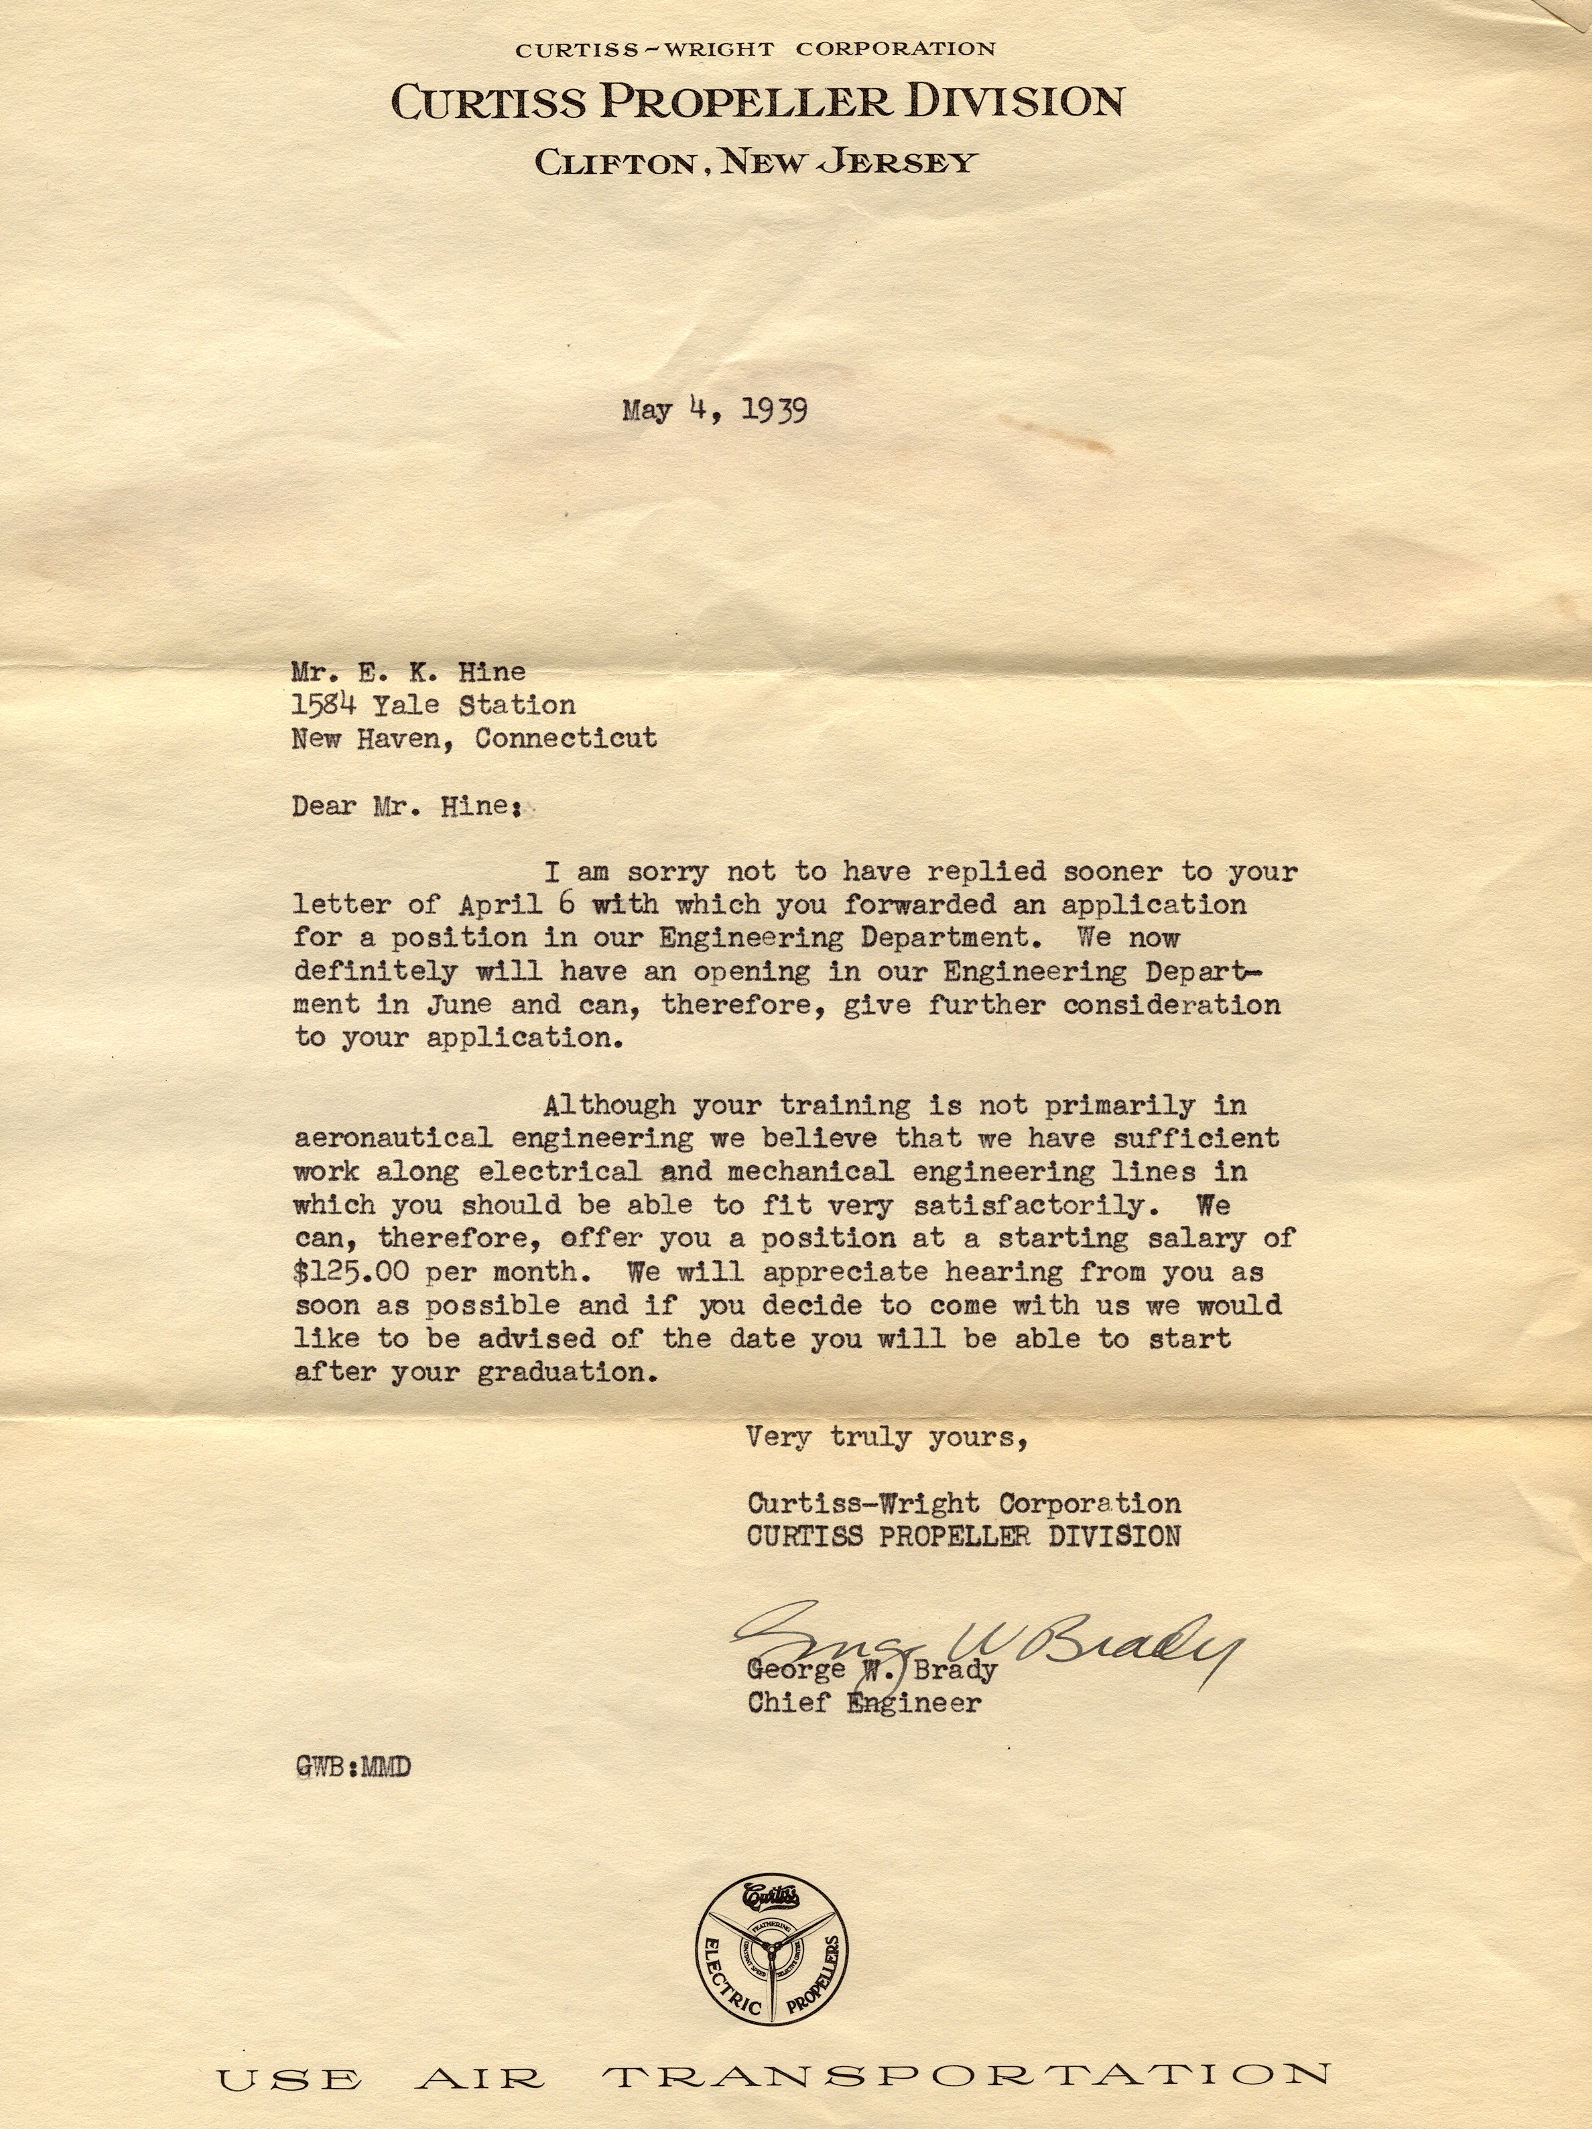 CURTISS-WRIGHT CORPORATION
CURTISS PROPELLER DIVISION
CLIFTON, NEW JERSEY
May 4, 1939
Mr. E. K. Hine
1584 Yale Station
New Haven, Connecticut
Dear Mr. Hine:
I am sorry not to have replied sooner to your
letter of April 6 with which you forwarded an application
for a position in our Engineering Department. We now
definitely will have an opening in our Engineering Depart-
ment in June and can, therefore, give further consideration
to your application.
Although your training is not primarily in
aeronautical engineering we believe that we have sufficient
work along electrical and mechanical engineering lines in
which you should be able to fit very satisfactorily. We
can, therefore, offer you a position at a starting salary of
$125.00 per month. We will appreciate hearing from you as
soon as possible and if you decide to come with us we would
like to be advised of the date you will be able to start
after your graduation.
Very truly yours,
Curtiss-Wright Corporation
CURTISS PROPELLER DIVISION
George W Brady
George W. Brady
Chief Engineer
GWB:MMD
Curtiss
FEATHERING
CONSTANT SPEED
ELECTRIC PROPELLERS
USE AIR TRANSPORTATION